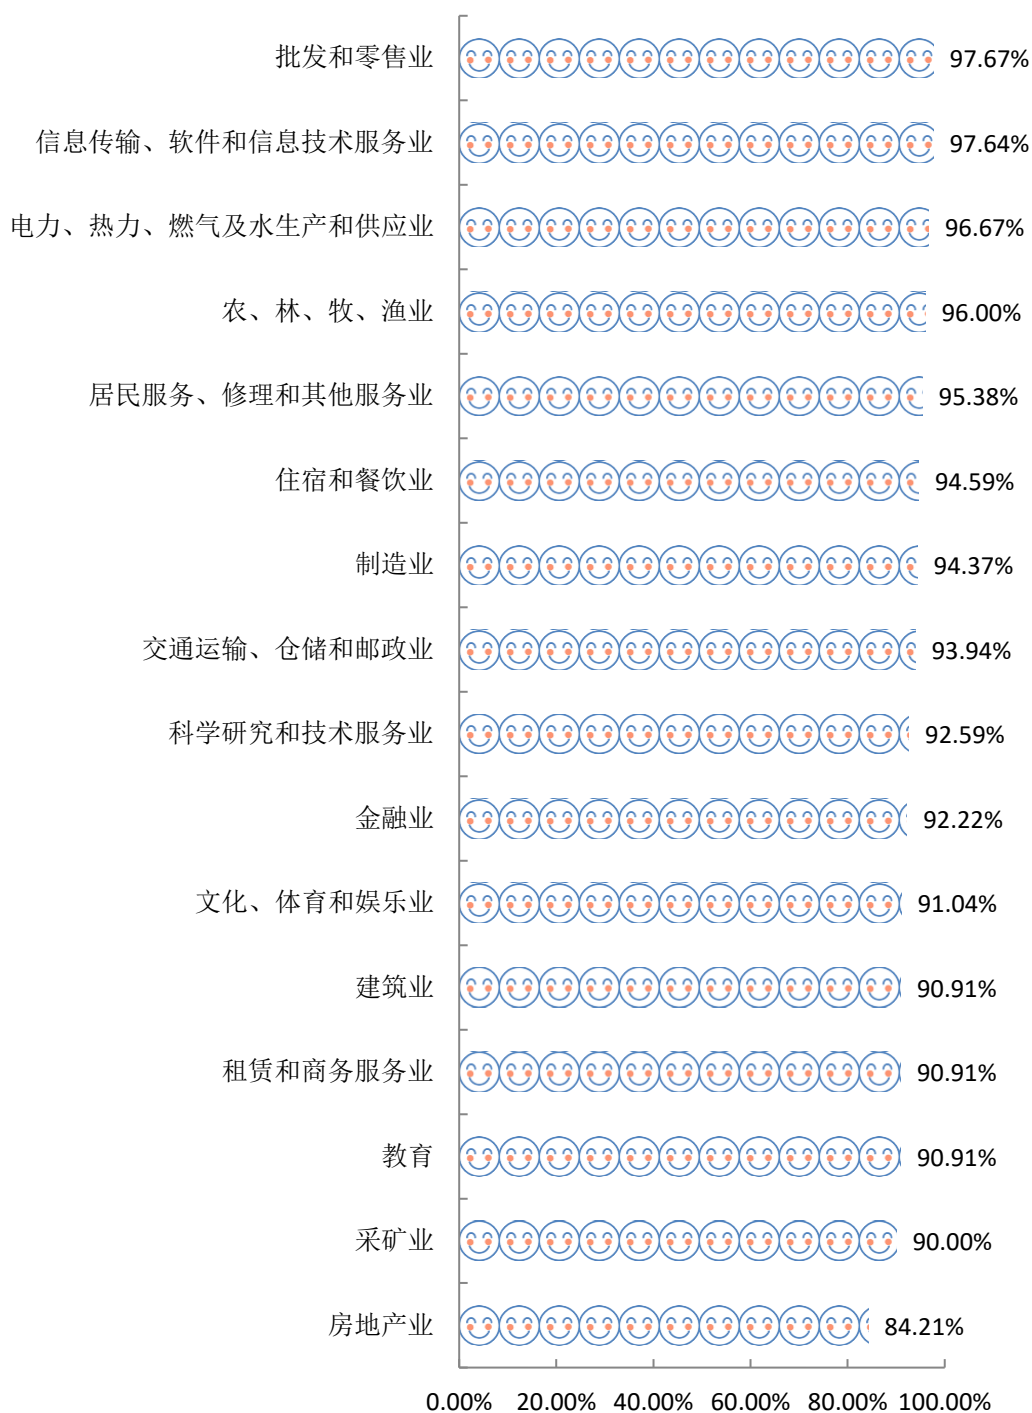 批发和零售业 97.67%
信息传输、软件和信息技术服务业 97.64%
电力、热力、燃气及水生产和供应业 96.67%
农、林、牧、渔业 96.00%
居民服务、修理和其他服务业 95.38%
住宿和餐饮业 94.59%
制造业 94.37%
交通运输、仓储和邮政业 93.94%
科学研究和技术服务业 92.59%
金融业 92.22%
文化、体育和娱乐业 91.04%
建筑业 90.91%
租赁和商务服务业 90.91%
教育 90.91%
采矿业 90.00%
房地产业 84.21%
0.00% 20.00% 40.00% 60.00% 80.00% 100.00%